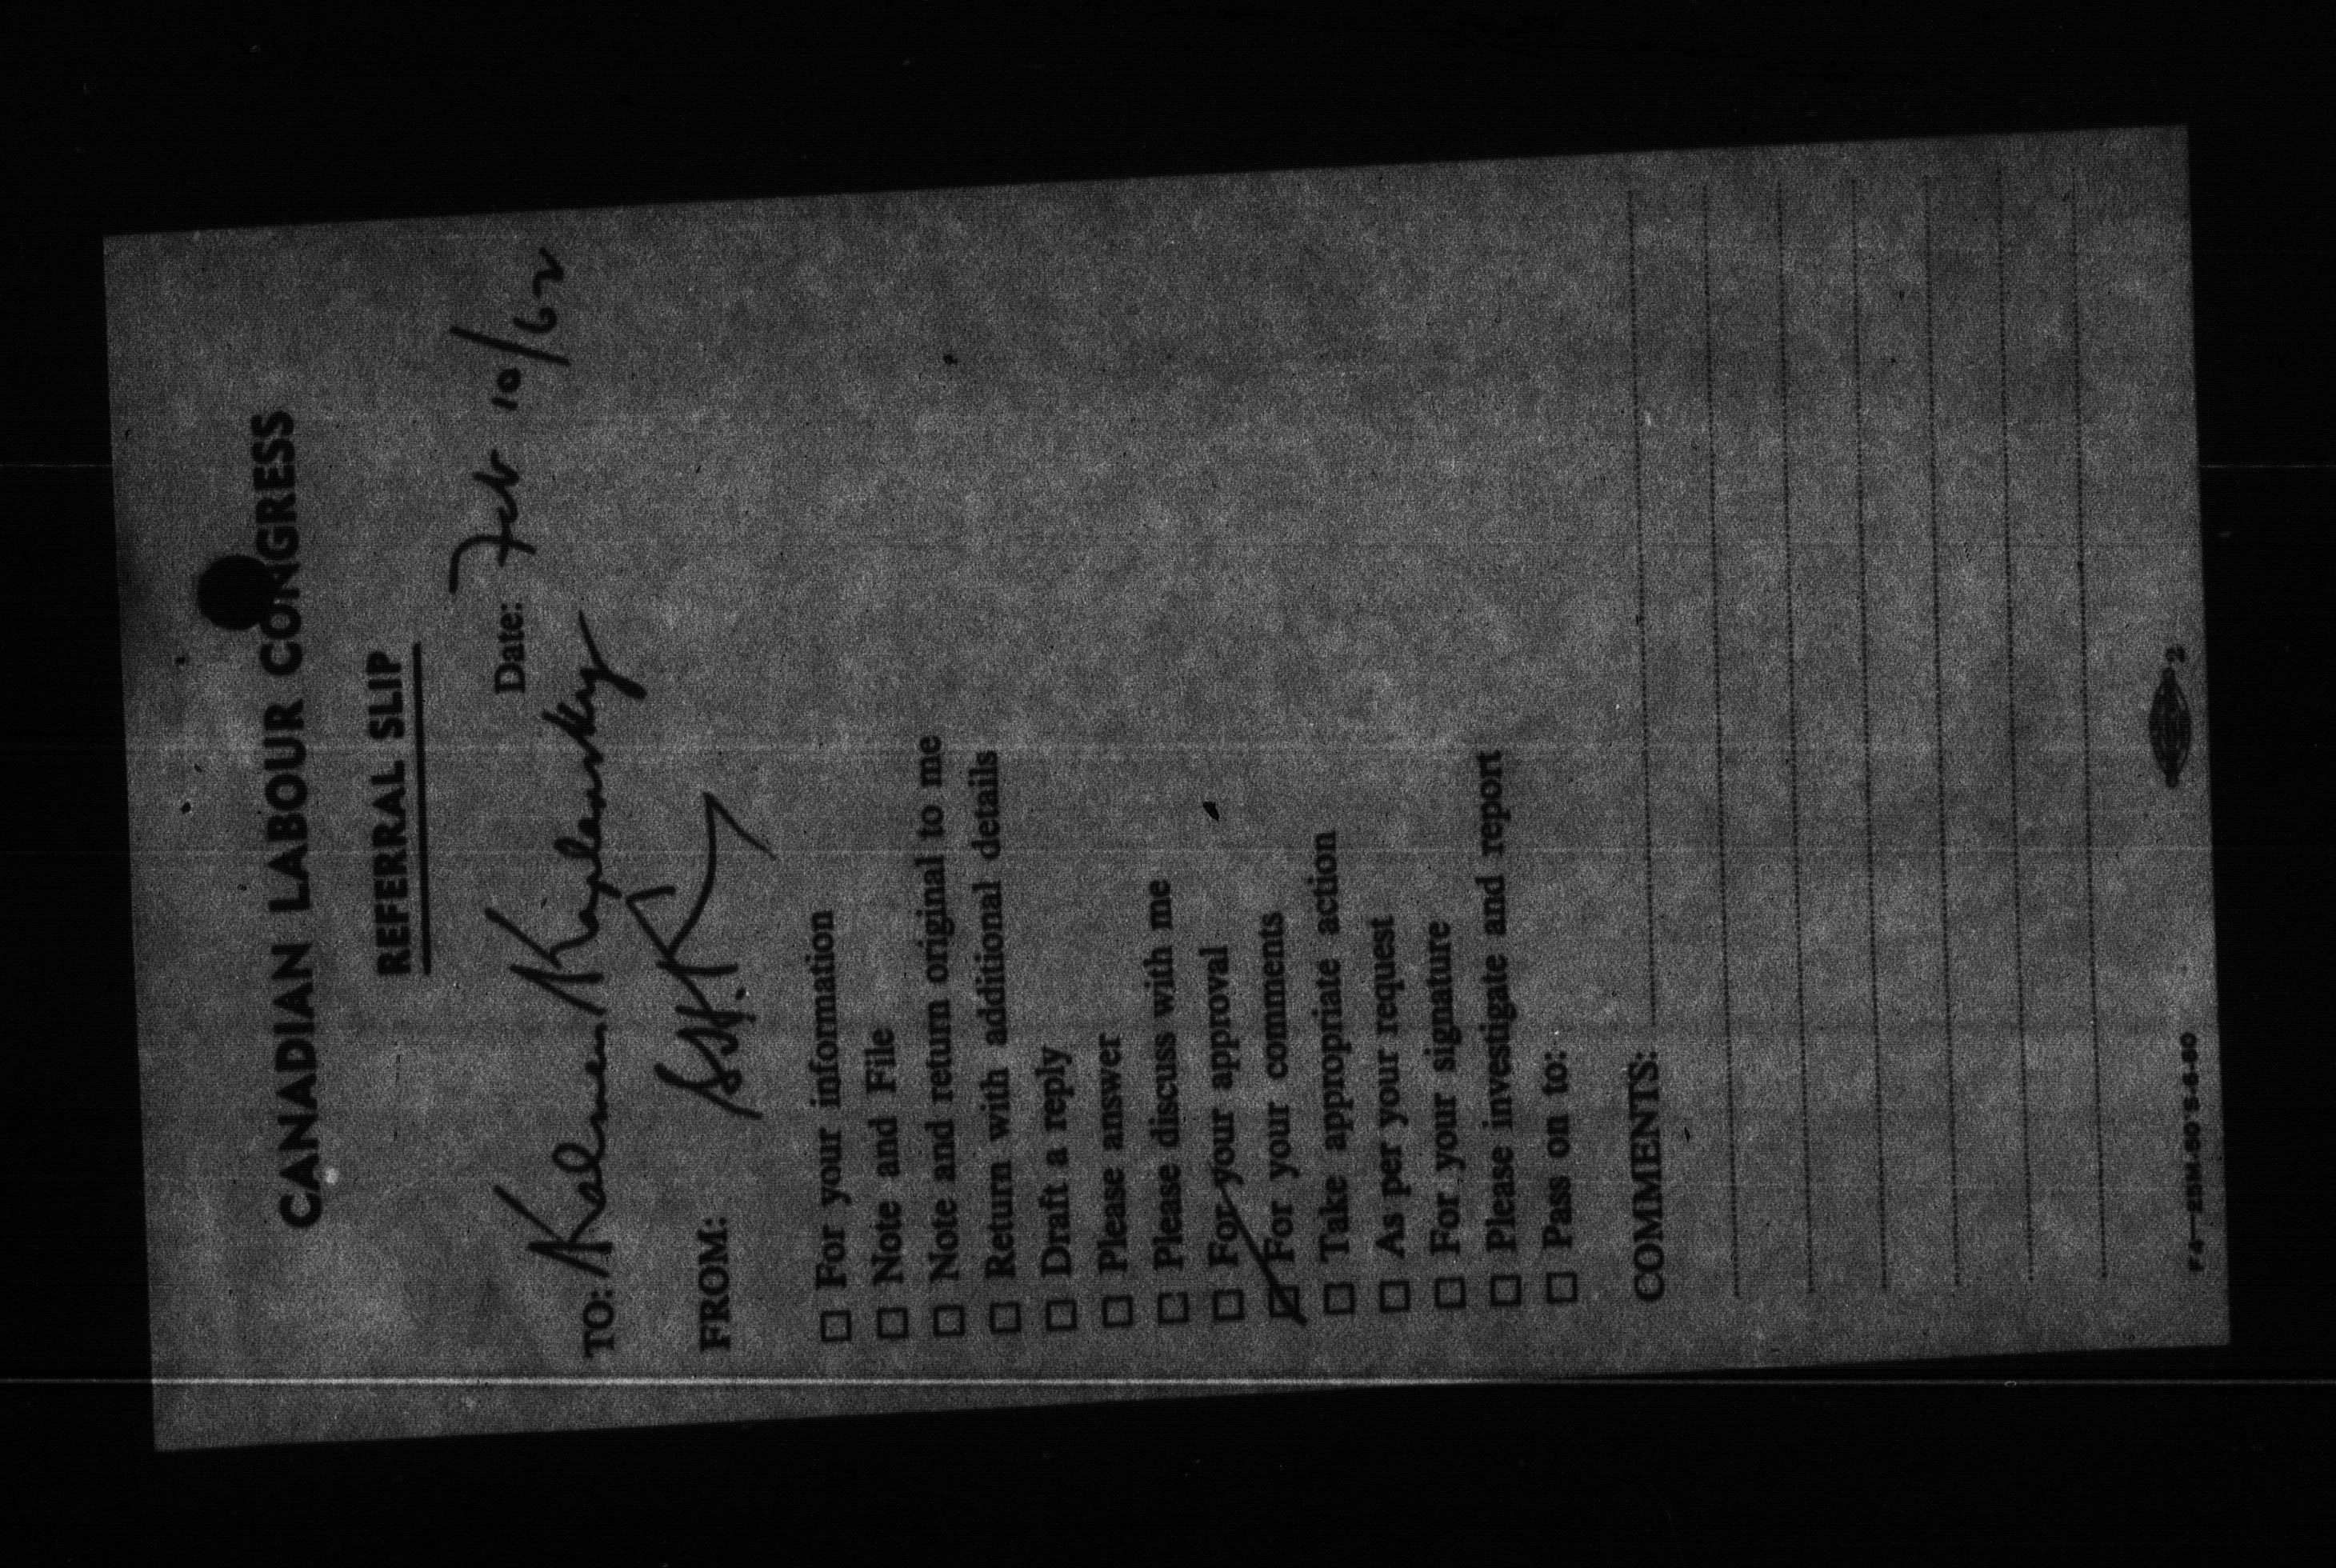 CANADIAN LABOUR CONGRESS
REFERRAL SLIP
Date: Feb 10/62
TO: Kalmen Kaplansky
FROM:
☐ For your information
☐ Note and File
☐ Note and return original to me
☐ Return with additional details
☐ Draft a reply
☐ Please answer
☐ Please discuss with me
☐ For your approval
☑ For your comments
☐ Take appropriate action
☐ As per your request
☐ For your signature
☐ Please investigate and report
☐ Pass on to:
COMMENTS:
2